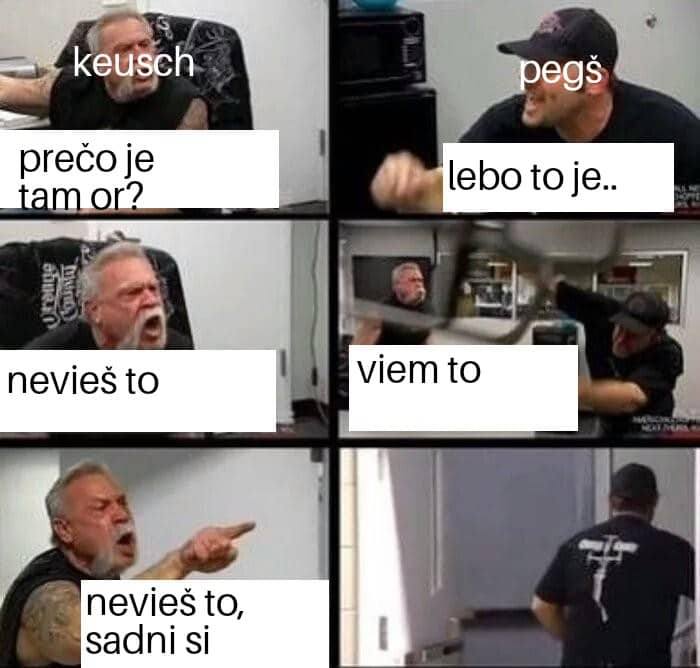 keusch
pegš
prečo je
tam or?
lebo to je..
nevieš to
viem to
nevieš to,
sadni si